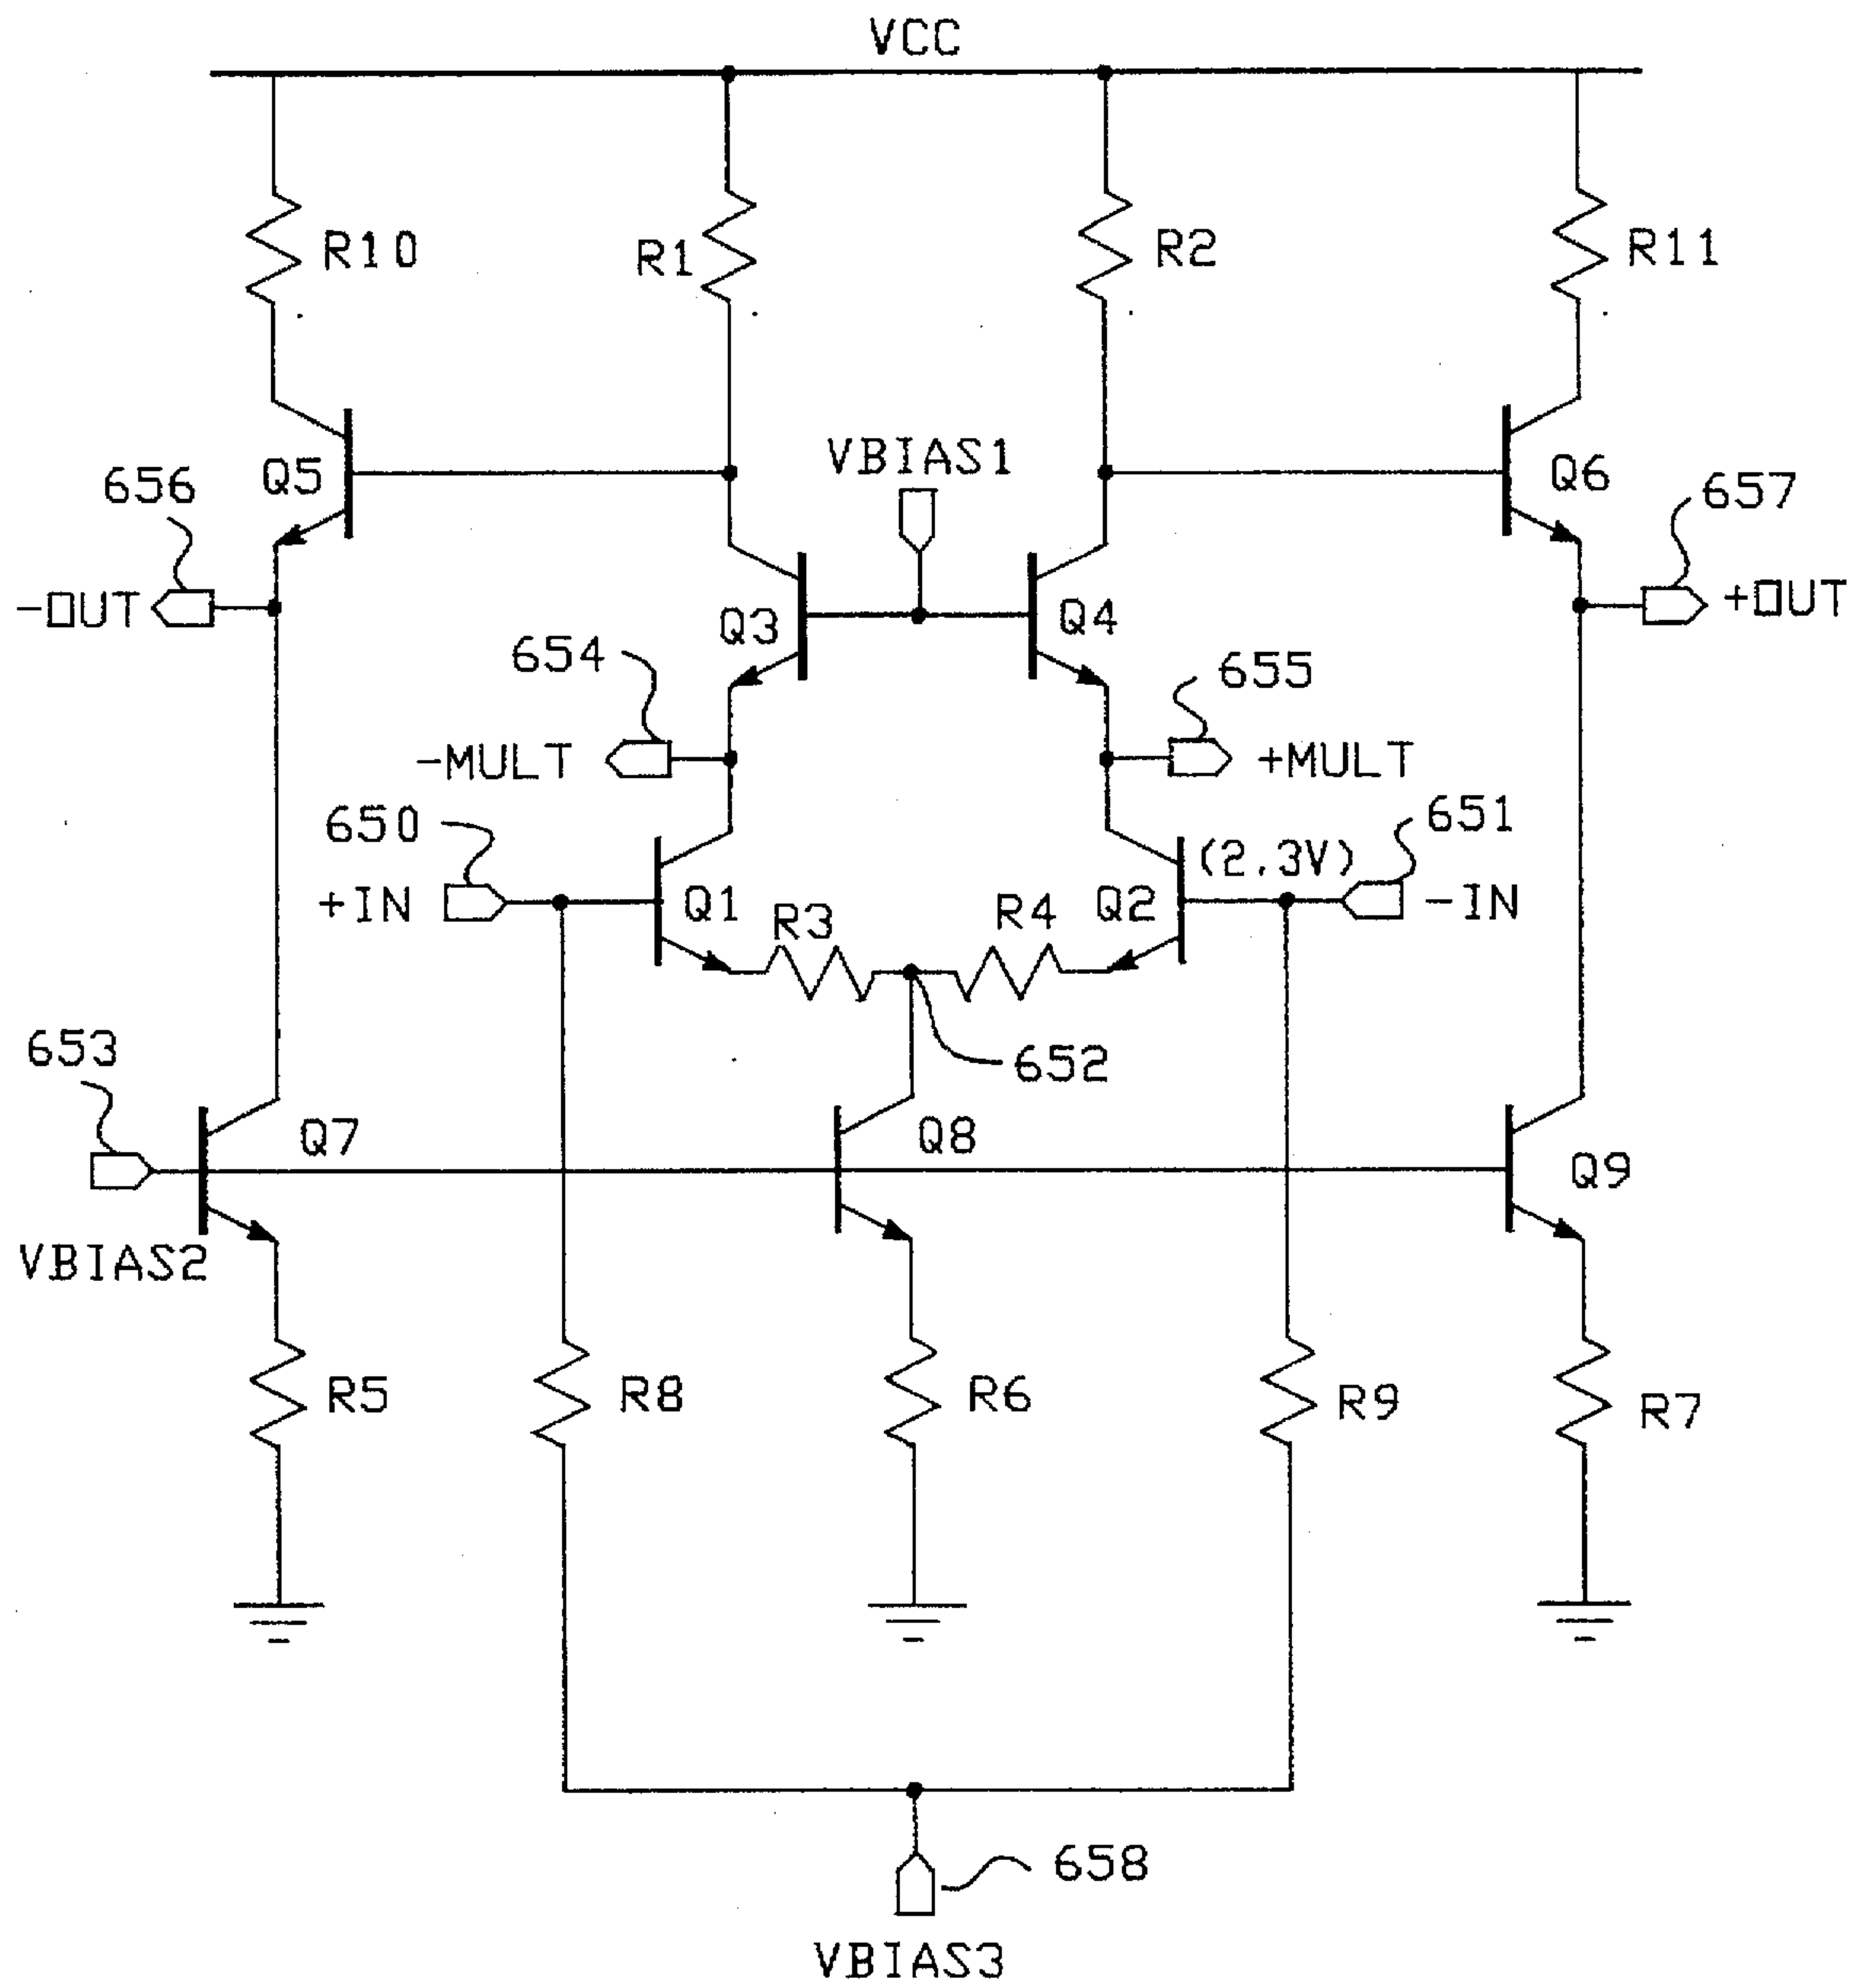 VCC
R10
R1
R2
R11
VBIAS1
656
Q5
Q6
657
-OUT
Q3
Q4
+OUT
654
655
-MULT
+MULT
650
651
(2.3V)
+IN
Q1
R3
R4
Q2
-IN
653
652
Q7
Q8
Q9
VBIAS2
R5
R8
R6
R9
R7
658
VBIAS3